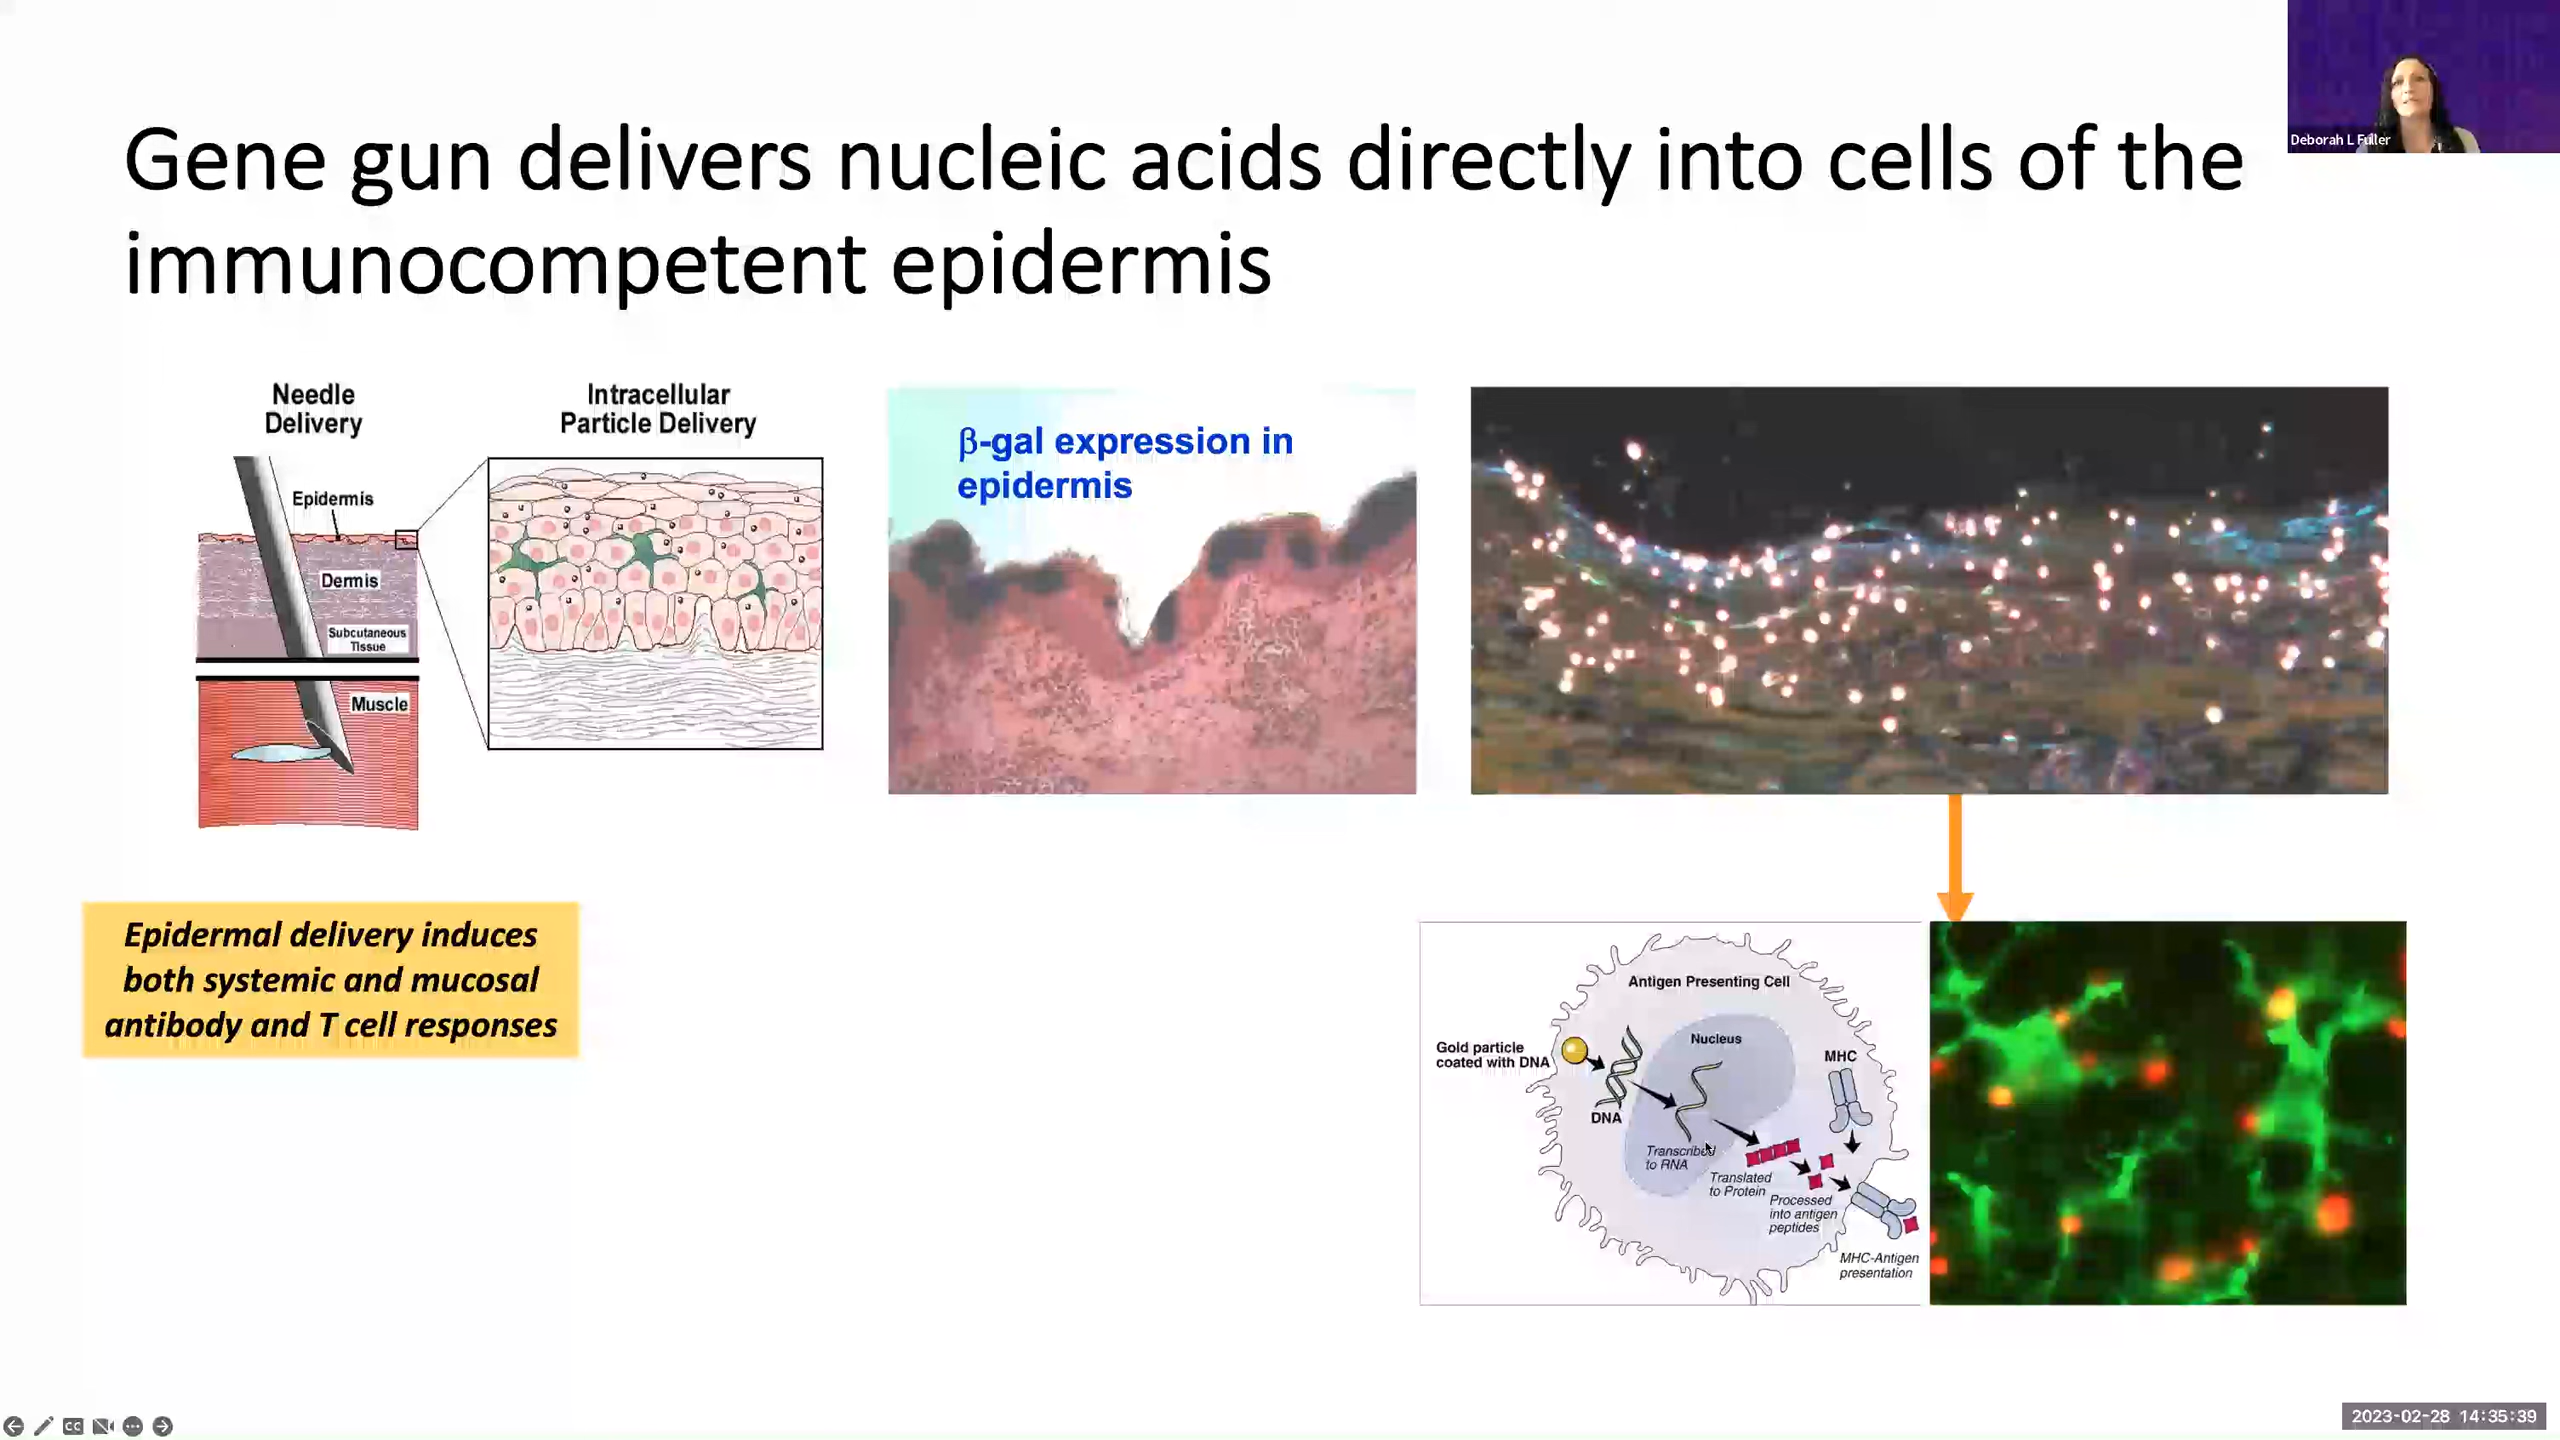 Deborah L Fuller
Gene gun delivers nucleic acids directly into cells of the
immunocompetent epidermis
Needle
Delivery
Epidermis
Dermis
Subcutaneous
Tissue
Muscle
Intracellular
Particle Delivery
β-gal expression in
epidermis
Epidermal delivery induces
both systemic and mucosal
antibody and T cell responses
Antigen Presenting Cell
Gold particle
coated with DNA
Nucleus
MHC
DNA
Transcribed
to RNA
Translated
to Protein
Processed
into antigen
peptides
MHC-Antigen
presentation
CC
2023-02-28 14:35:39